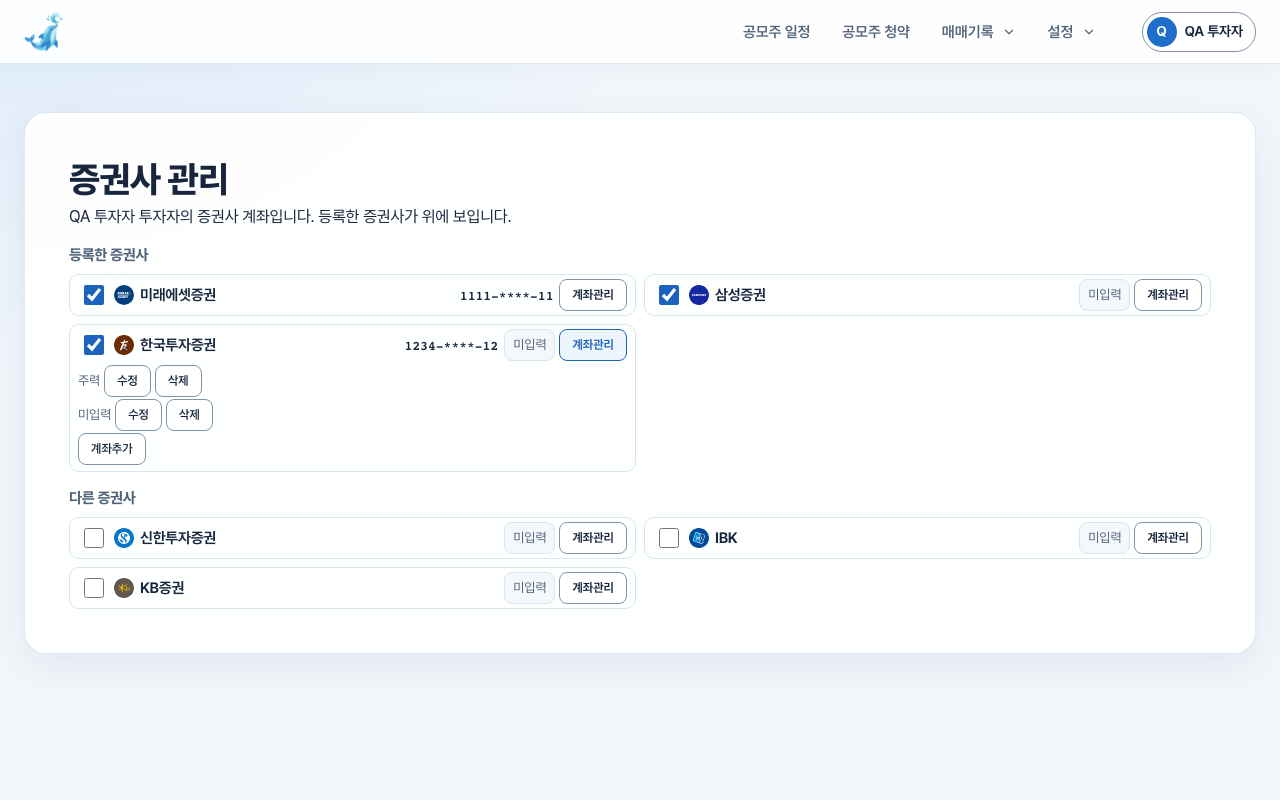 공모주 일정 공모주 청약 매매기록 설정 Q QA 투자자
증권사 관리
QA 투자자 투자자의 증권사 계좌입니다. 등록한 증권사가 위에 보입니다.
등록한 증권사
미래에셋증권 1111-****-11 계좌관리
삼성증권 미입력 계좌관리
한국투자증권 1234-****-12 미입력 계좌관리
주력 수정 삭제
미입력 수정 삭제
계좌추가
다른 증권사
신한투자증권 미입력 계좌관리
IBK 미입력 계좌관리
KB증권 미입력 계좌관리